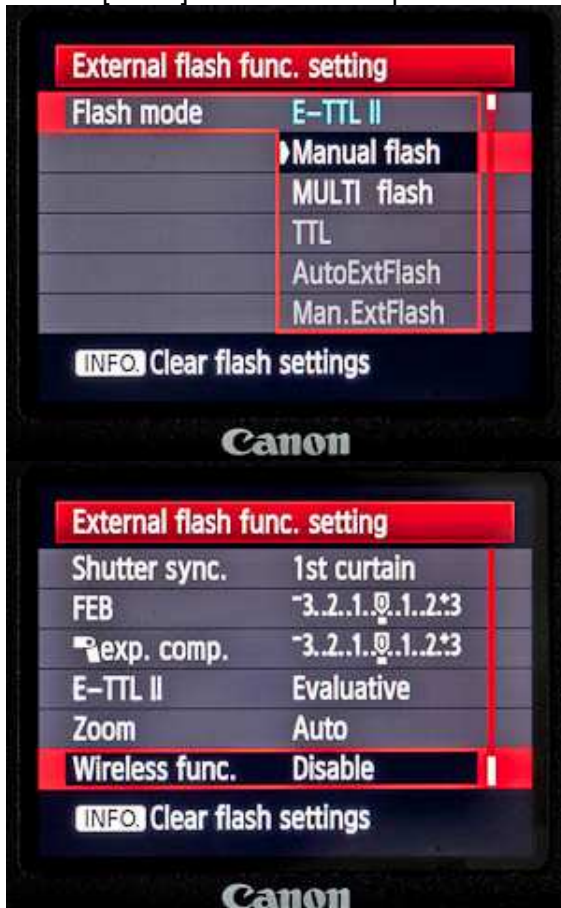 External flash func. setting
Flash mode E-TTL II
Manual flash
MULTI flash
TTL
AutoExtFlash
Man.ExtFlash
INFO. Clear flash settings
Canon
External flash func. setting
Shutter sync. 1st curtain
FEB -3..2..1..0..1..2.+3
exp. comp. -3..2..1..0..1..2.+3
E-TTL II Evaluative
Zoom Auto
Wireless func. Disable
INFO. Clear flash settings
Canon